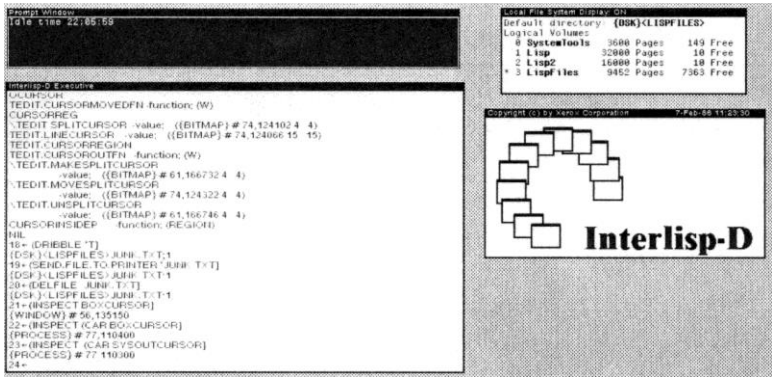 Prompt Window
Idle time 22:05:59
Interlisp-D Executive
OCURSOR
TEDIT.CURSORMOVEDFN -function; (W)
CURSORREG
\TEDIT.SPLITCURSOR -value; ({BITMAP}#74,124102 4 4)
TEDIT.LINECURSOR -value; ({BITMAP}#74,124066 15 15)
TEDIT.CURSORREGION
TEDIT.CURSOROUTFN -function; (W)
\TEDIT.MAKESPLITCURSOR
-value; ({BITMAP}#61,166732 4 4)
\TEDIT.MOVESPLITCURSOR
-value; ({BITMAP}#74,124322 4 4)
\TEDIT.UNSPLITCURSOR
-value; ({BITMAP}#61,166746 4 4)
CURSORINSIDEP -function; (REGION)
NIL
18←(DRIBBLE 'T]
{DSK}<LISPFILES>JUNK.TXT;1
19←(SEND.FILE.TO.PRINTER 'JUNK.TXT]
{DSK}<LISPFILES>JUNK.TXT;1
20←(DELFILE 'JUNK.TXT]
{DSK}<LISPFILES>JUNK.TXT;1
21←(INSPECT BOXCURSOR]
{WINDOW}#56,135150
22←(INSPECT (CAR BOXCURSOR]
{PROCESS}#77,110400
23←(INSPECT (CAR SYSOUTCURSOR]
{PROCESS}#77,110300
24←
Local File System Display: ON
Default directory: {DSK}<LISPFILES>
Logical Volumes
0 SystemTools 3600 Pages 149 Free
1 Lisp 32000 Pages 10 Free
2 Lisp2 16000 Pages 10 Free
* 3 LispFiles 9452 Pages 7363 Free
Copyright (c) by Xerox Corporation 7-Feb-86 11:23:30
Interlisp-D